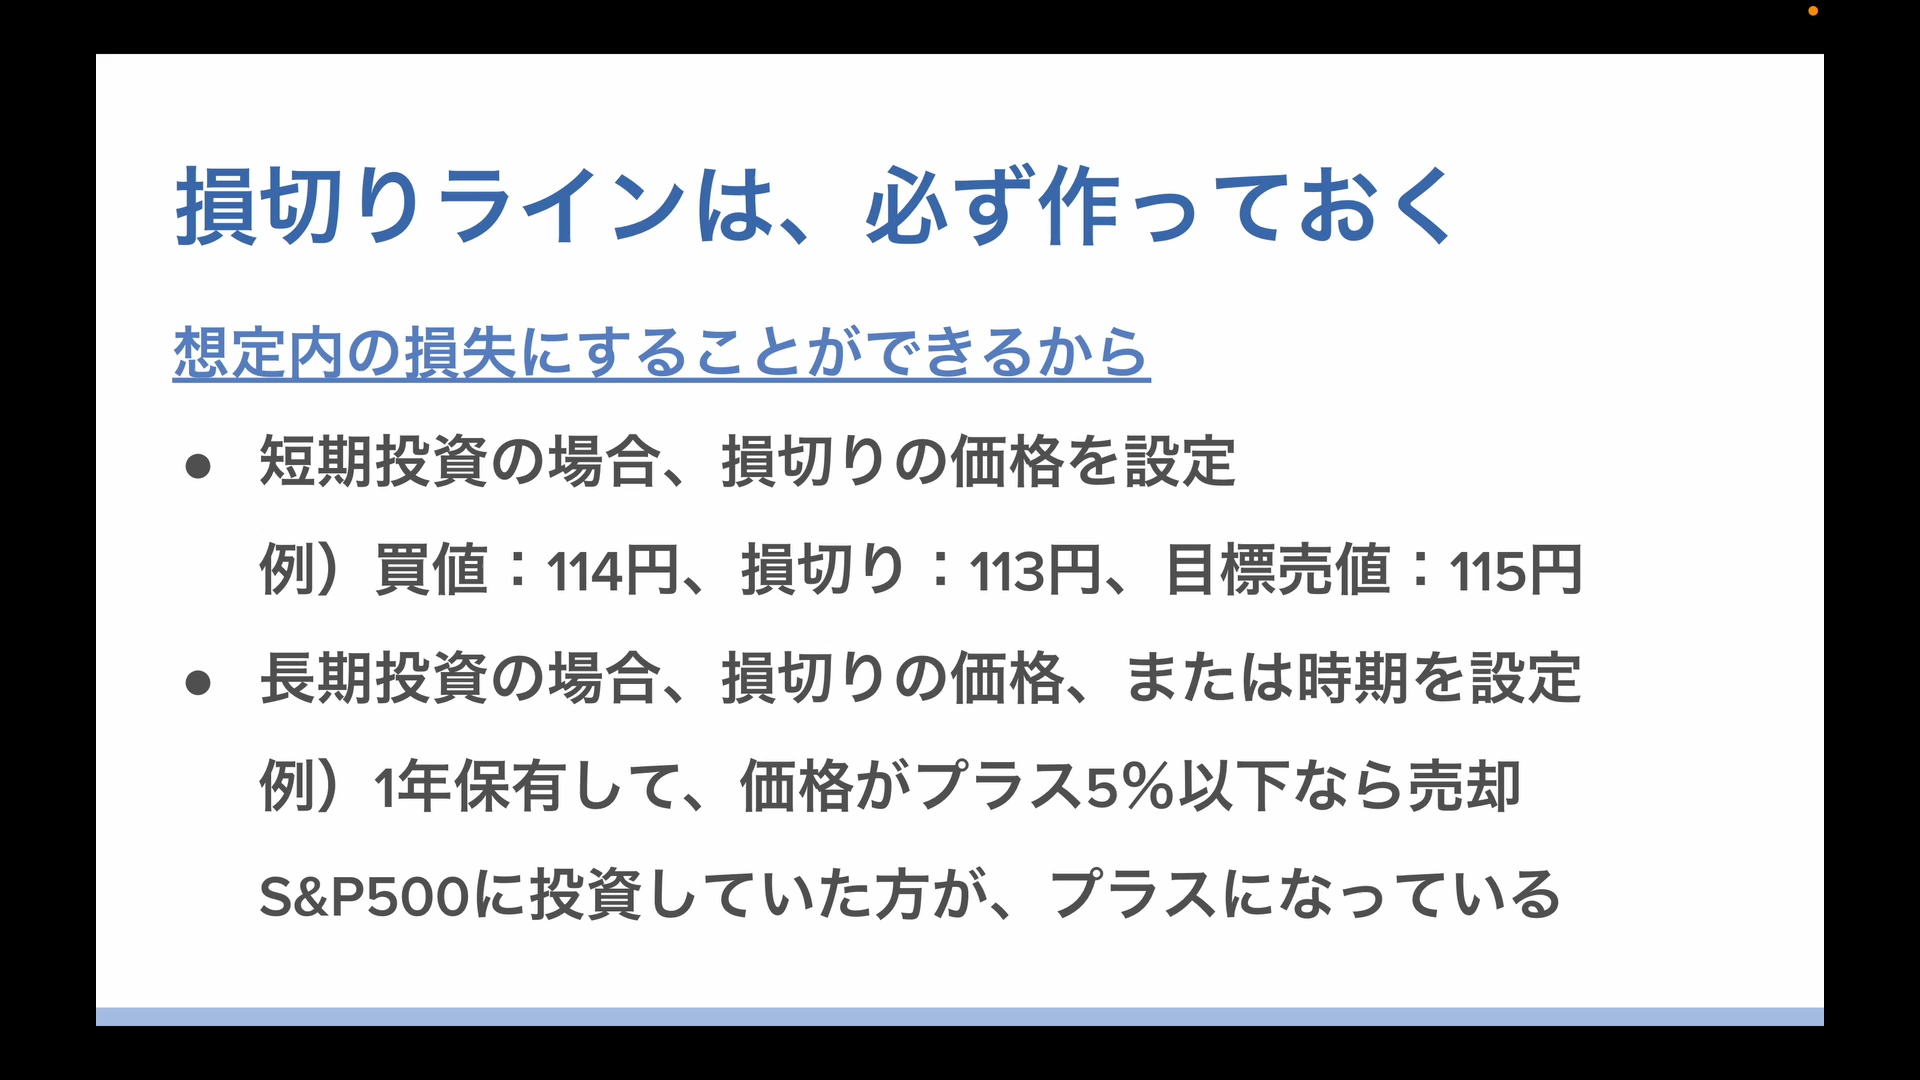 損切りラインは、必ず作っておく
想定内の損失にすることができるから
● 短期投資の場合、損切りの価格を設定
例）買値：114円、損切り：113円、目標売値：115円
● 長期投資の場合、損切りの価格、または時期を設定
例）1年保有して、価格がプラス5%以下なら売却
S&P500に投資していた方が、プラスになっている